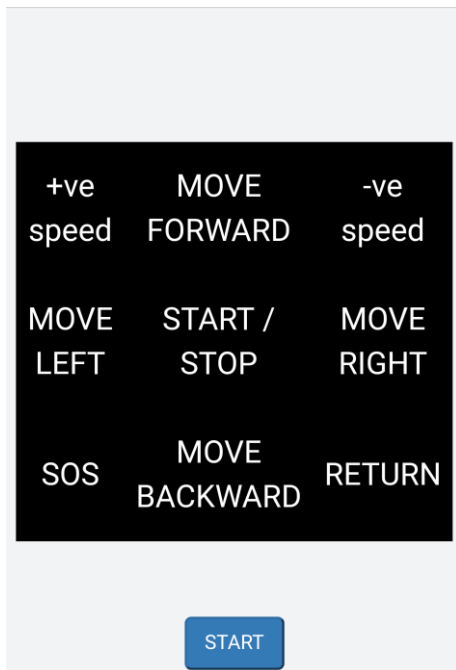 +ve speed
MOVE FORWARD
-ve speed
MOVE LEFT
START / STOP
MOVE RIGHT
SOS
MOVE BACKWARD
RETURN
START